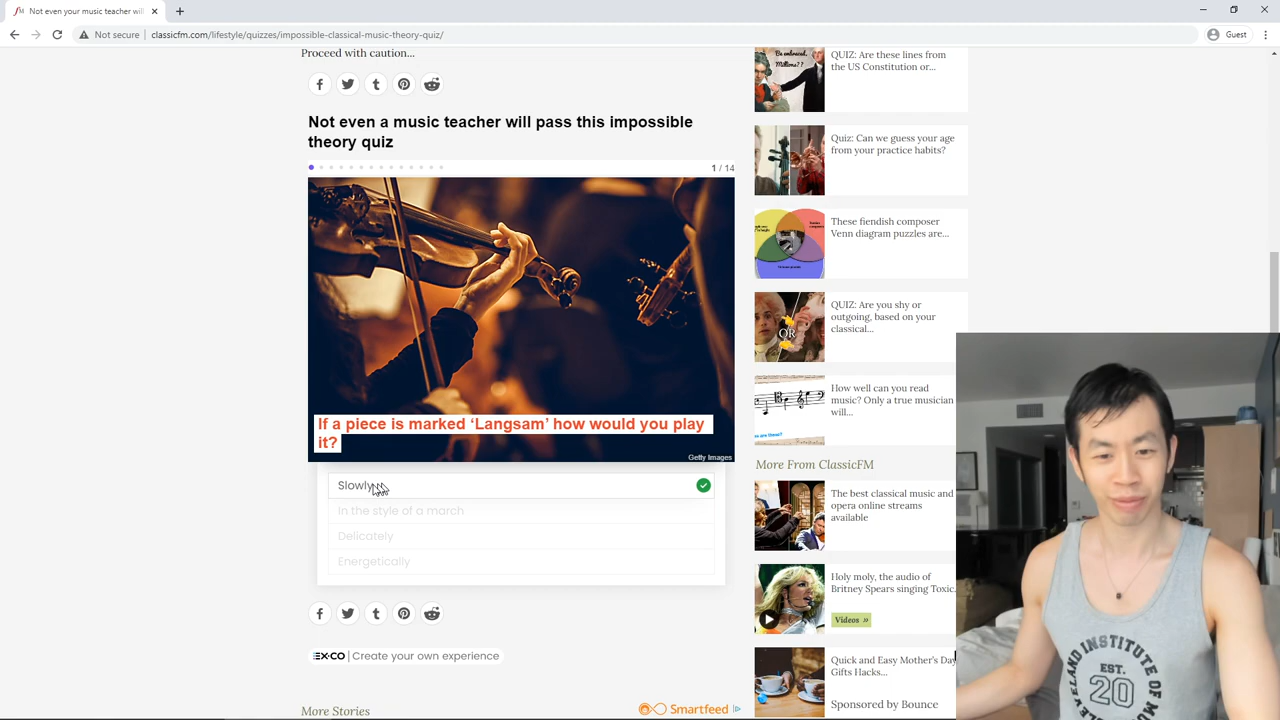 Not even your music teacher will
Not secure
classicfm.com/lifestyle/quizzes/impossible-classical-music-theory-quiz/
Guest
Proceed with caution...
Not even a music teacher will pass this impossible
theory quiz
1 / 14
If a piece is marked ‘Langsam’ how would you play
it?
Getty Images
Slowly
In the style of a march
Delicately
Energetically
EX.CO | Create your own experience
More Stories
Smartfeed
Be embraced,
Millions??
QUIZ: Are these lines from
the US Constitution or...
Quiz: Can we guess your age
from your practice habits?
These fiendish composer
Venn diagram puzzles are...
OR
QUIZ: Are you shy or
outgoing, based on your
classical...
How well can you read
music? Only a true musician
will...
More From ClassicFM
The best classical music and
opera online streams
available
Holy moly, the audio of
Britney Spears singing Toxic
Videos »
Quick and Easy Mother's Day
Gifts Hacks...
Sponsored by Bounce
INSTITUTE OF
EST.
20